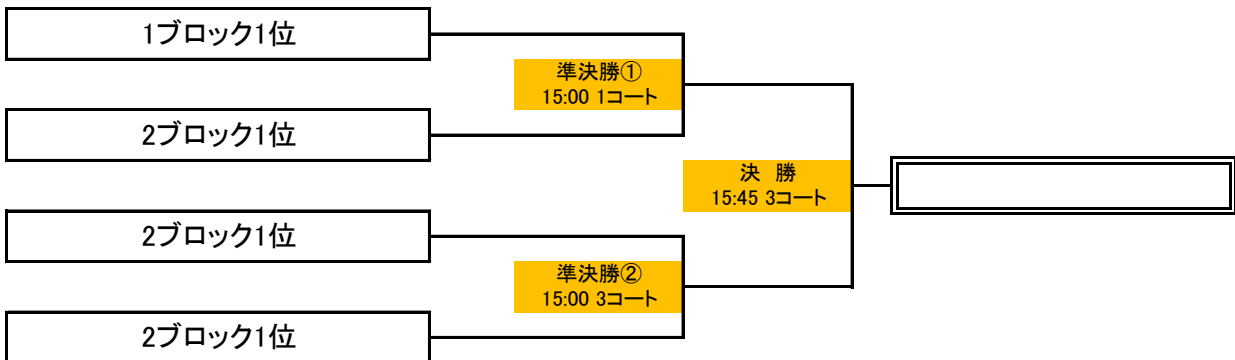 1ブロック1位
準決勝①
15:00 1コート
2ブロック1位
決 勝
15:45 3コート
2ブロック1位
準決勝②
15:00 3コート
2ブロック1位